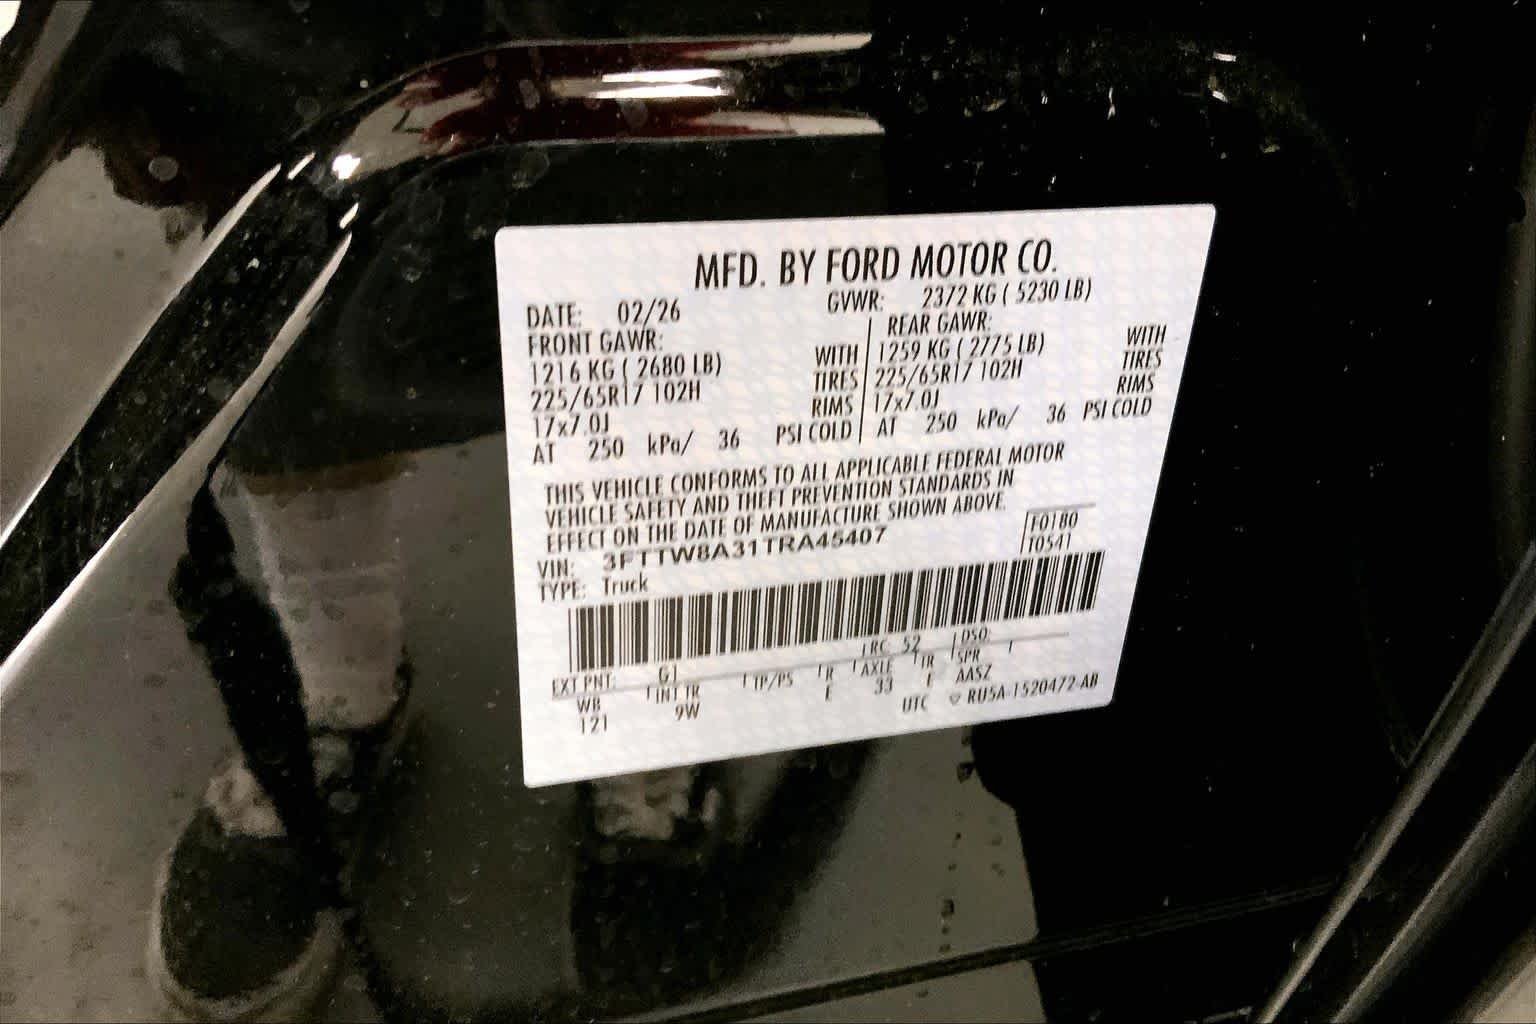 MFD. BY FORD MOTOR CO.
DATE: 02/26 GVWR: 2372 KG ( 5230 LB)
FRONT GAWR: REAR GAWR:
1216 KG ( 2680 LB) WITH 1259 KG ( 2775 LB) WITH
225/65R17 102H TIRES 225/65R17 102H TIRES
17x7.0J RIMS 17x7.0J RIMS
AT 250 kPa/ 36 PSI COLD AT 250 kPa/ 36 PSI COLD
THIS VEHICLE CONFORMS TO ALL APPLICABLE FEDERAL MOTOR
VEHICLE SAFETY AND THEFT PREVENTION STANDARDS IN
EFFECT ON THE DATE OF MANUFACTURE SHOWN ABOVE.
VIN: 3FTTW8A31TRA45407 F0180
TYPE: Truck T0541
EXT PNT: G1 RC 52 DSO:
WB INT TR TP/PS R AXLE TR SPR
121 9W E 33 E AASZ
UTC RU5A-1520472-AB